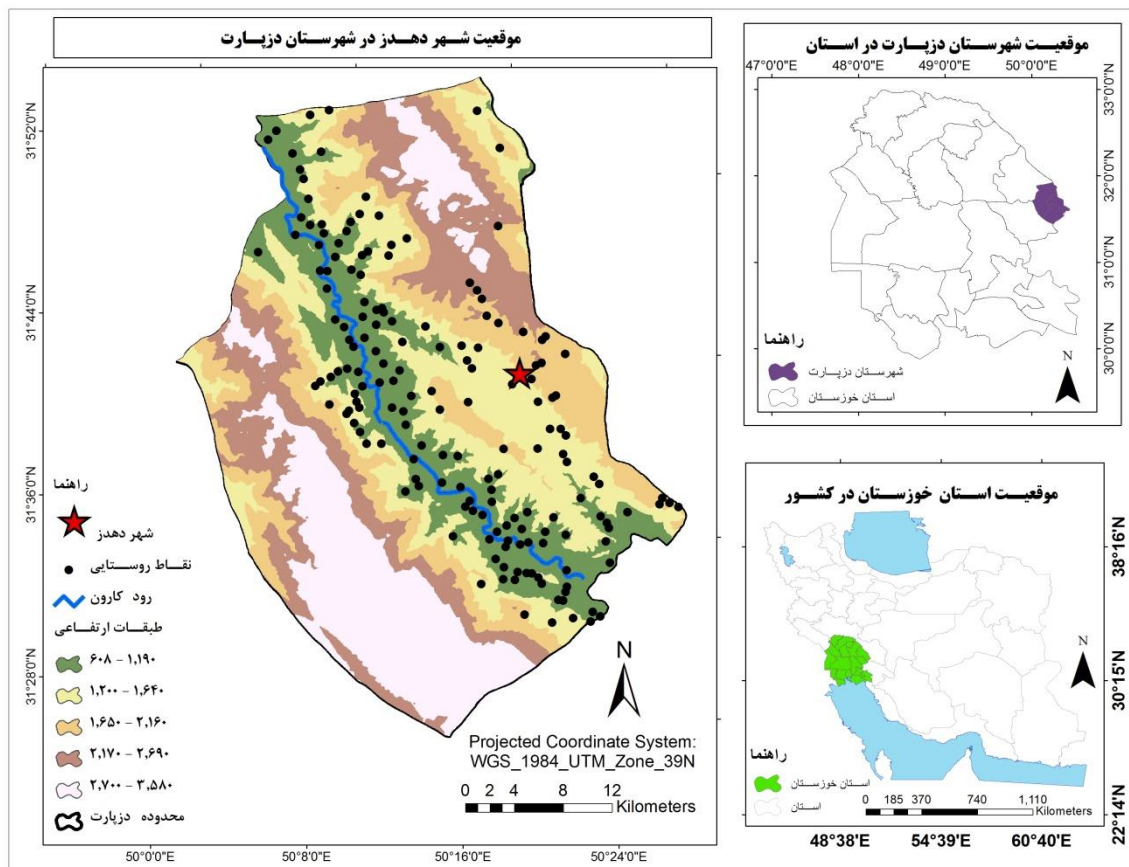 موقعیت شهر دهدز در شهرستان دزپارت
31°52'0"N
31°44'0"N
31°36'0"N
31°28'0"N
50°0'0"E
50°8'0"E
50°16'0"E
50°24'0"E
راهنما
شهر دهدز
نقاط روستایی
رود کارون
طبقات ارتفاعی
۶۰۸ – ۱,۱۹۰
۱,۲۰۰ – ۱,۶۴۰
۱,۶۵۰ – ۲,۱۶۰
۲,۱۷۰ – ۲,۶۹۰
۲,۷۰۰ – ۳,۵۸۰
محدوده دزپارت
N
Projected Coordinate System:
WGS_1984_UTM_Zone_39N
0 2 4 8 12
Kilometers
موقعیت شهرستان دزپارت در استان
47°0'0"E
48°0'0"E
49°0'0"E
50°0'0"E
33°0'0"N
32°0'0"N
31°0'0"N
30°0'0"N
راهنما
شهرستان دزپارت
استان خوزستان
N
موقعیت استان خوزستان در کشور
38°16'N
30°15'N
22°14'N
N
راهنما
استان خوزستان
استان
0 185 370 740 1,110
Kilometers
48°38'E
54°39'E
60°40'E